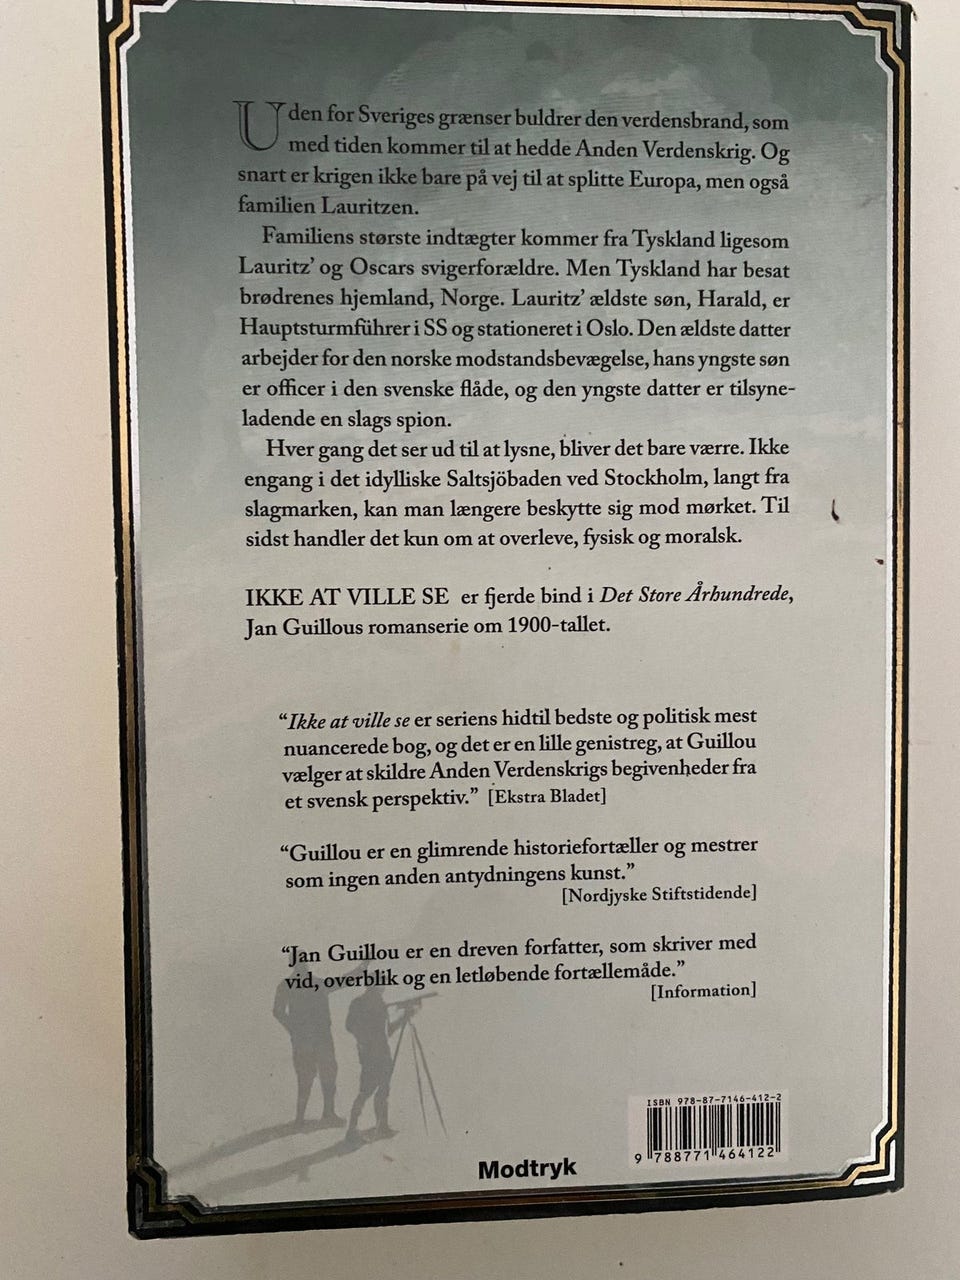 Uden for Sveriges grænser buldrer den verdensbrand, som
med tiden kommer til at hedde Anden Verdenskrig. Og
snart er krigen ikke bare på vej til at splitte Europa, men også
familien Lauritzen.
Familiens største indtægter kommer fra Tyskland ligesom
Lauritz’ og Oscars svigerforældre. Men Tyskland har besat
brødrenes hjemland, Norge. Lauritz’ ældste søn, Harald, er
Hauptsturmführer i SS og stationeret i Oslo. Den ældste datter
arbejder for den norske modstandsbevægelse, hans yngste søn
er officer i den svenske flåde, og den yngste datter er tilsyne-
ladende en slags spion.
Hver gang det ser ud til at lysne, bliver det bare værre. Ikke
engang i det idylliske Saltsjöbaden ved Stockholm, langt fra
slagmarken, kan man længere beskytte sig mod mørket. Til
sidst handler det kun om at overleve, fysisk og moralsk.
IKKE AT VILLE SE er fjerde bind i Det Store Århundrede,
Jan Guillous romanserie om 1900-tallet.
“Ikke at ville se er seriens hidtil bedste og politisk mest
nuancerede bog, og det er en lille genistreg, at Guillou
vælger at skildre Anden Verdenskrigs begivenheder fra
et svensk perspektiv.” [Ekstra Bladet]
“Guillou er en glimrende historiefortæller og mestrer
som ingen anden antydningens kunst.”
[Nordjyske Stiftstidende]
“Jan Guillou er en dreven forfatter, som skriver med
vid, overblik og en letløbende fortællemåde.”
[Information]
ISBN 978-87-7146-412-2
9 788771 464122
Modtryk